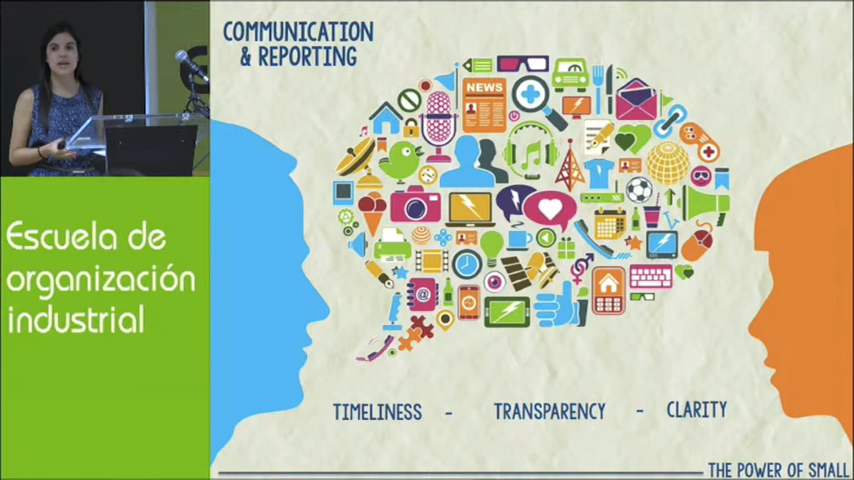 COMMUNICATION
& REPORTING
NEWS
Escuela de
organización
industrial
TIMELINESS - TRANSPARENCY - CLARITY
THE POWER OF SMALL